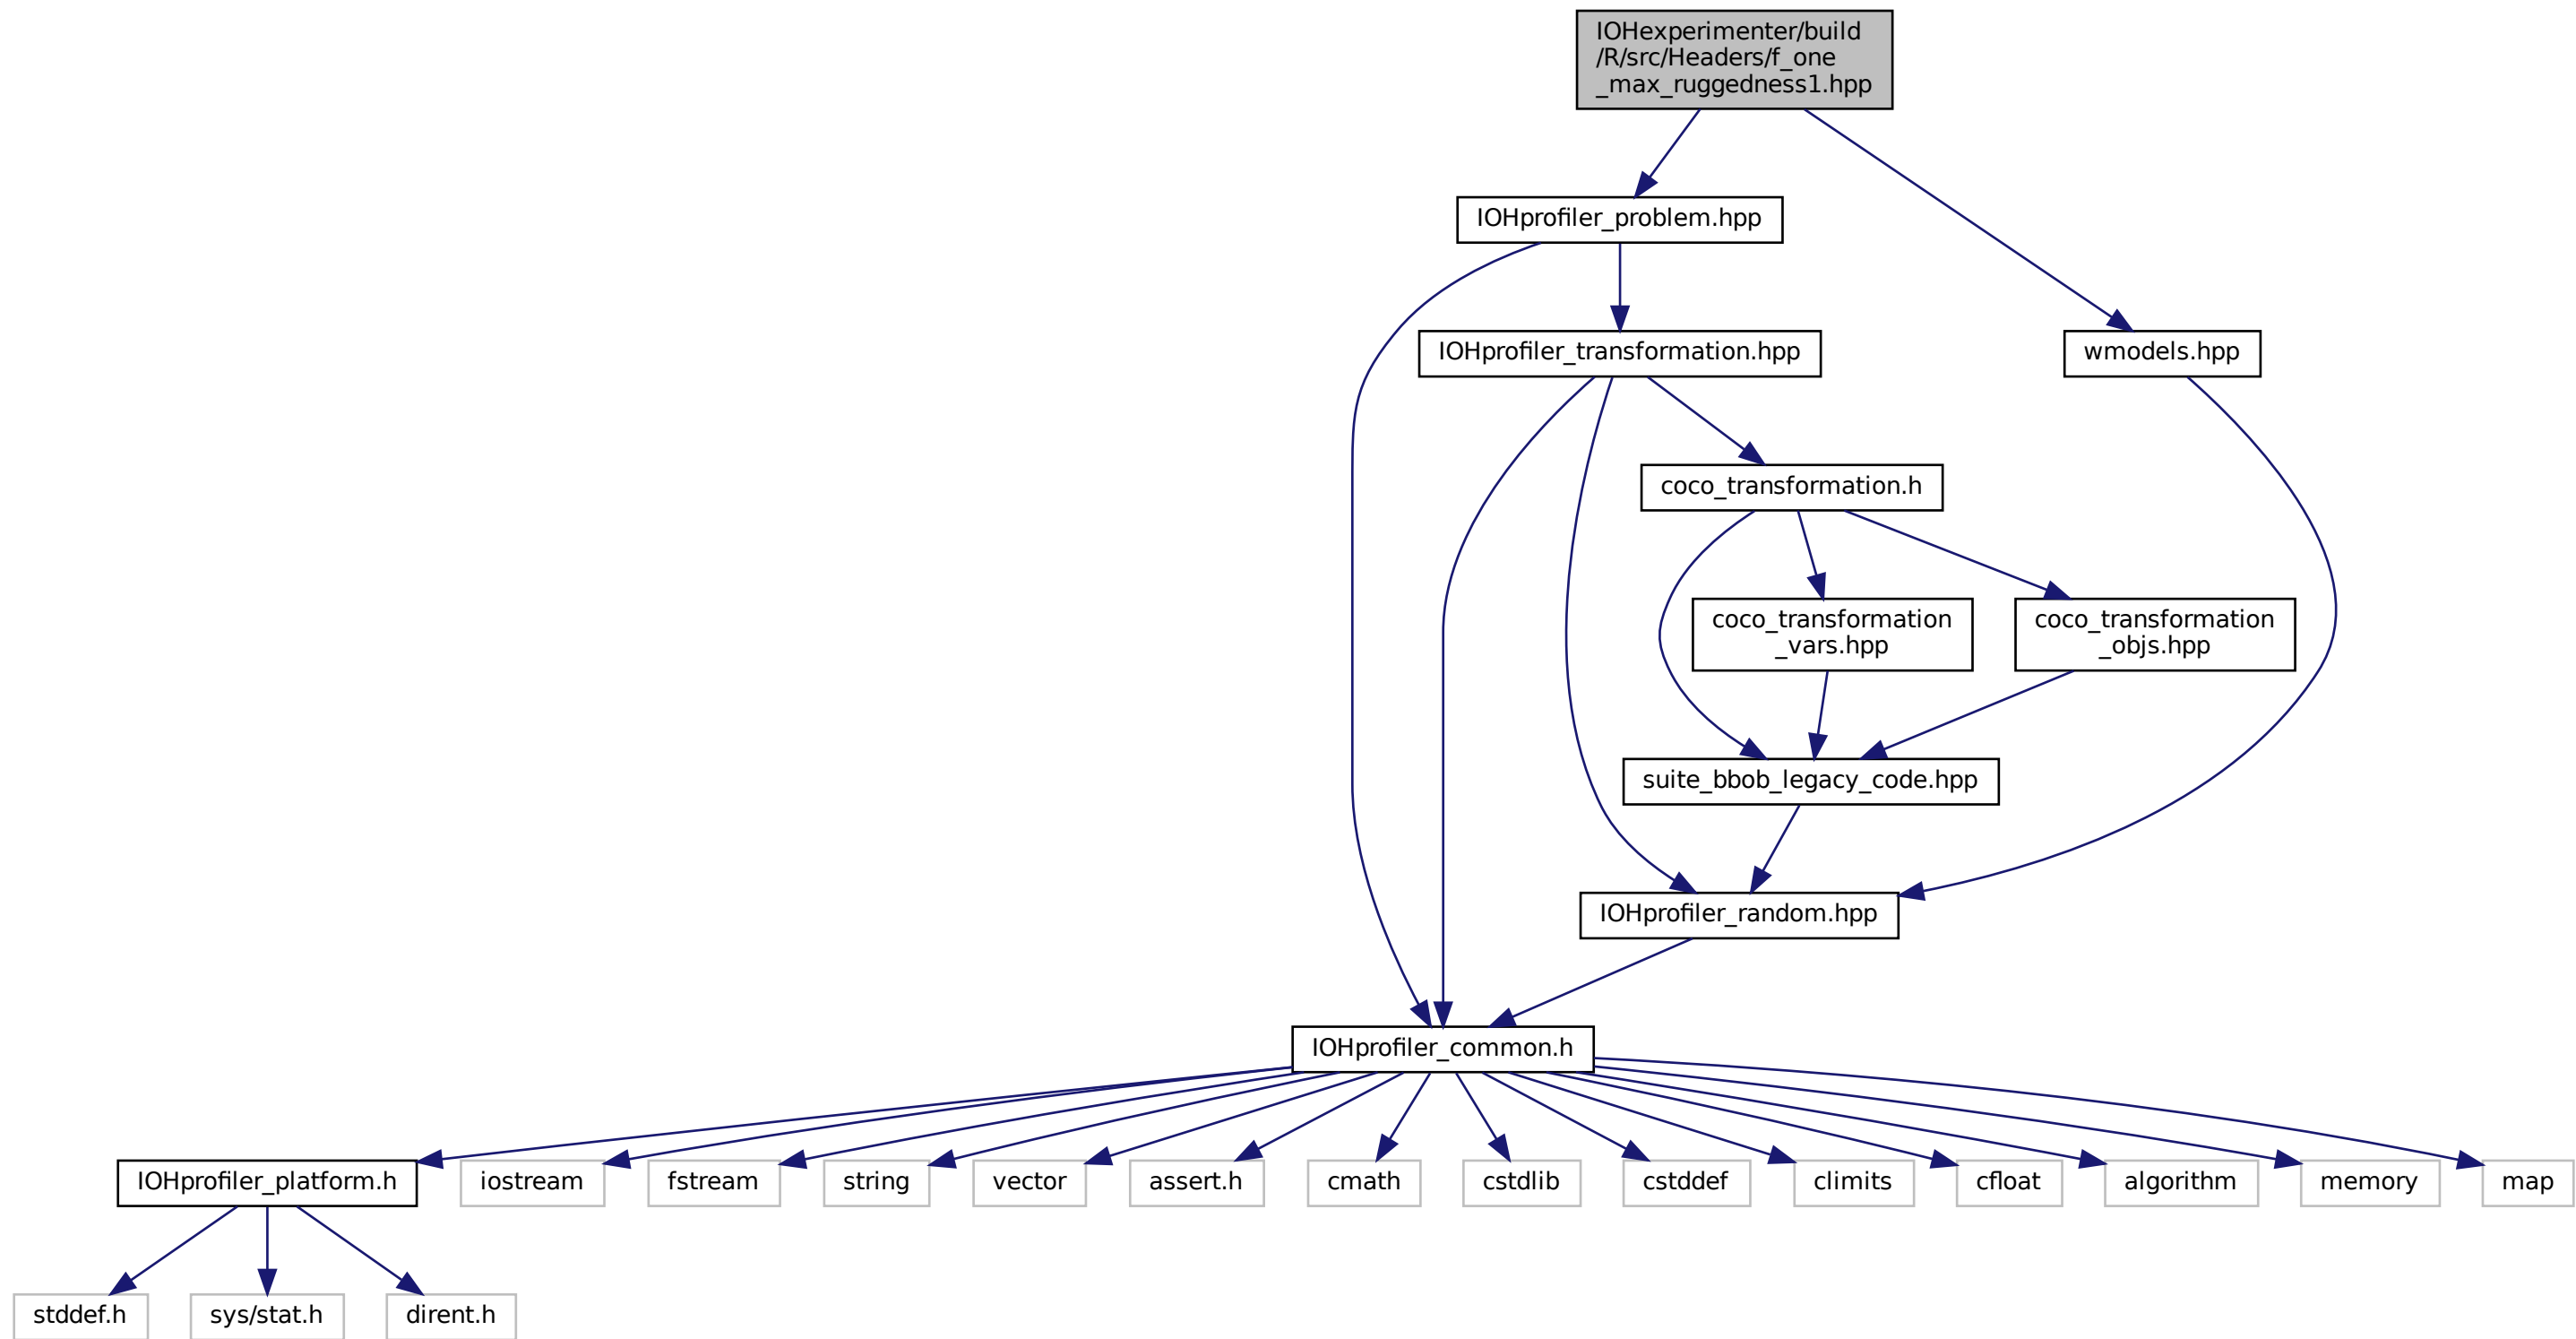 IOHexperimenter/build
/R/src/Headers/f_one
_max_ruggedness1.hpp
IOHprofiler_problem.hpp
IOHprofiler_transformation.hpp
wmodels.hpp
coco_transformation.h
coco_transformation
_vars.hpp
coco_transformation
_objs.hpp
suite_bbob_legacy_code.hpp
IOHprofiler_random.hpp
IOHprofiler_common.h
IOHprofiler_platform.h
iostream
fstream
string
vector
assert.h
cmath
cstdlib
cstddef
climits
cfloat
algorithm
memory
map
stddef.h
sys/stat.h
dirent.h